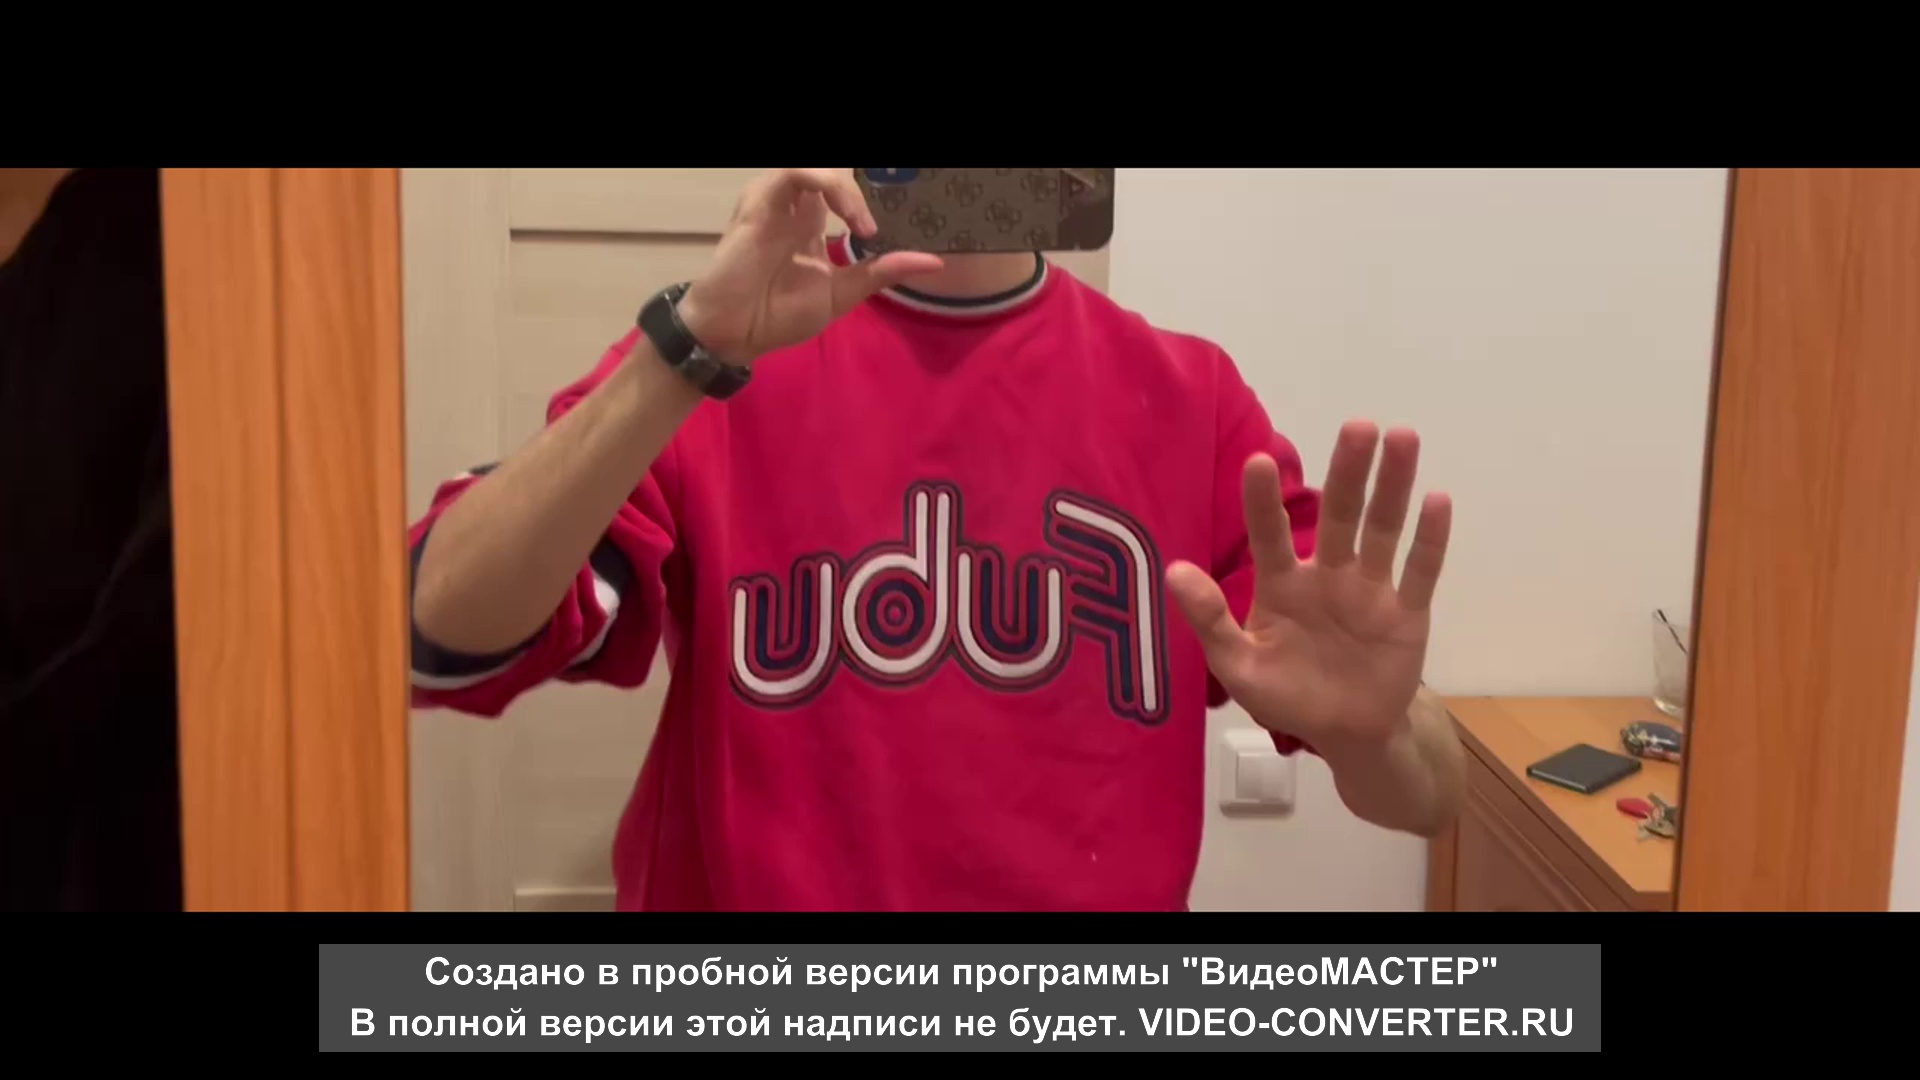 Fubu
Создано в пробной версии программы "ВидеоМАСТЕР"
В полной версии этой надписи не будет. VIDEO-CONVERTER.RU